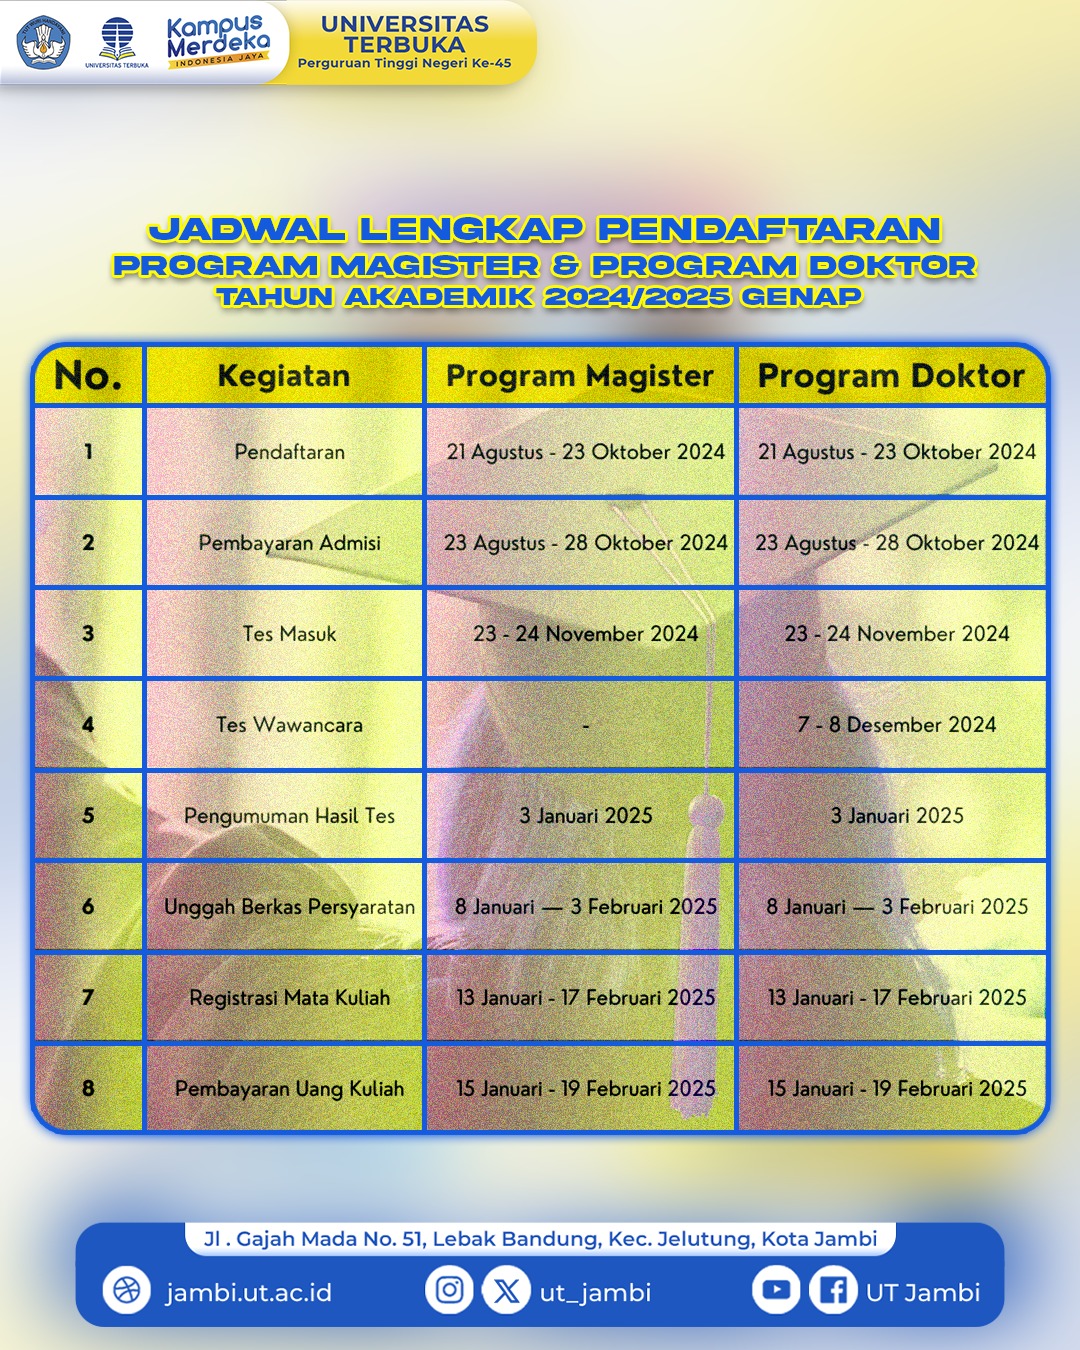 UNIVERSITAS TERBUKA
Kampus
Merdeka
INDONESIA JAYA
UNIVERSITAS
TERBUKA
Perguruan Tinggi Negeri Ke-45
JADWAL LENGKAP PENDAFTARAN
PROGRAM MAGISTER & PROGRAM DOKTOR
TAHUN AKADEMIK 2024/2025 GENAP
No. Kegiatan Program Magister Program Doktor
1 Pendaftaran 21 Agustus - 23 Oktober 2024 21 Agustus - 23 Oktober 2024
2 Pembayaran Admisi 23 Agustus - 28 Oktober 2024 23 Agustus - 28 Oktober 2024
3 Tes Masuk 23 - 24 November 2024 23 - 24 November 2024
4 Tes Wawancara - 7 - 8 Desember 2024
5 Pengumuman Hasil Tes 3 Januari 2025 3 Januari 2025
6 Unggah Berkas Persyaratan 8 Januari — 3 Februari 2025 8 Januari — 3 Februari 2025
7 Registrasi Mata Kuliah 13 Januari - 17 Februari 2025 13 Januari - 17 Februari 2025
8 Pembayaran Uang Kuliah 15 Januari - 19 Februari 2025 15 Januari - 19 Februari 2025
Jl . Gajah Mada No. 51, Lebak Bandung, Kec. Jelutung, Kota Jambi
jambi.ut.ac.id ut_jambi UT Jambi